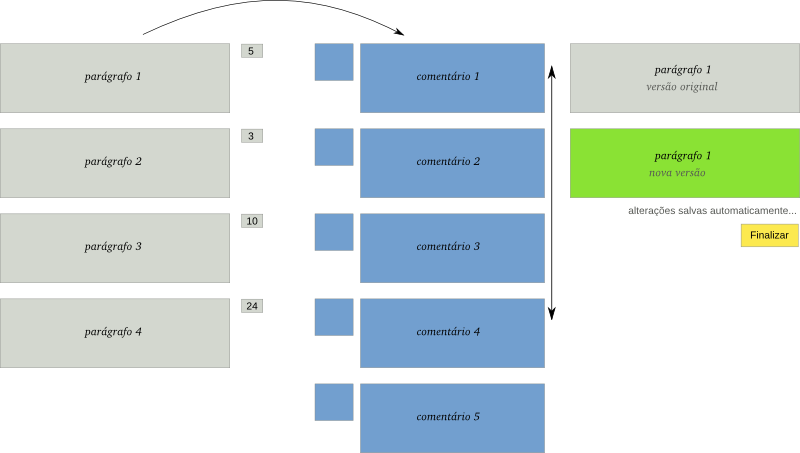 parágrafo 1
5
parágrafo 2
3
parágrafo 3
10
parágrafo 4
24
comentário 1
comentário 2
comentário 3
comentário 4
comentário 5
parágrafo 1
versão original
parágrafo 1
nova versão
alterações salvas automaticamente...
Finalizar